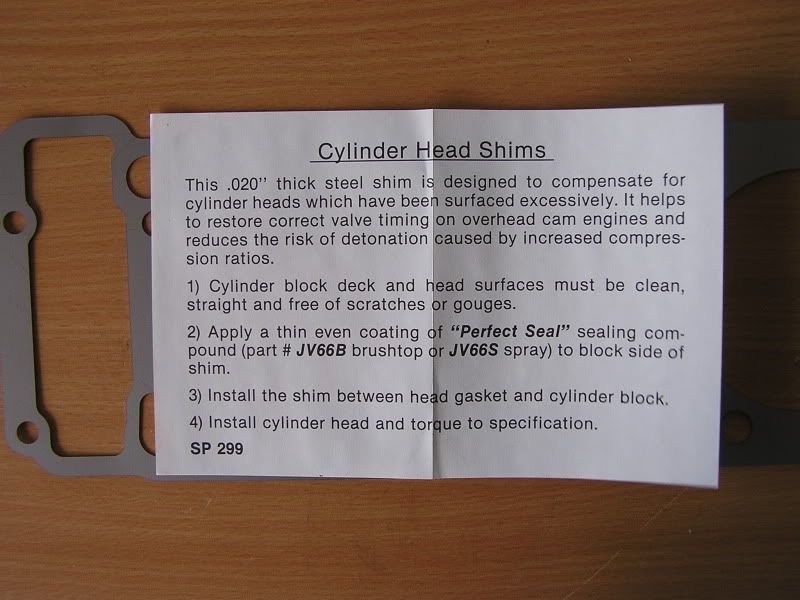 Cylinder Head Shims
This .020" thick steel shim is designed to compensate for
cylinder heads which have been surfaced excessively. It helps
to restore correct valve timing on overhead cam engines and
reduces the risk of detonation caused by increased compres-
sion ratios.
1) Cylinder block deck and head surfaces must be clean,
straight and free of scratches or gouges.
2) Apply a thin even coating of "Perfect Seal" sealing com-
pound (part # JV66B brushtop or JV66S spray) to block side of
shim.
3) Install the shim between head gasket and cylinder block.
4) Install cylinder head and torque to specification.
SP 299